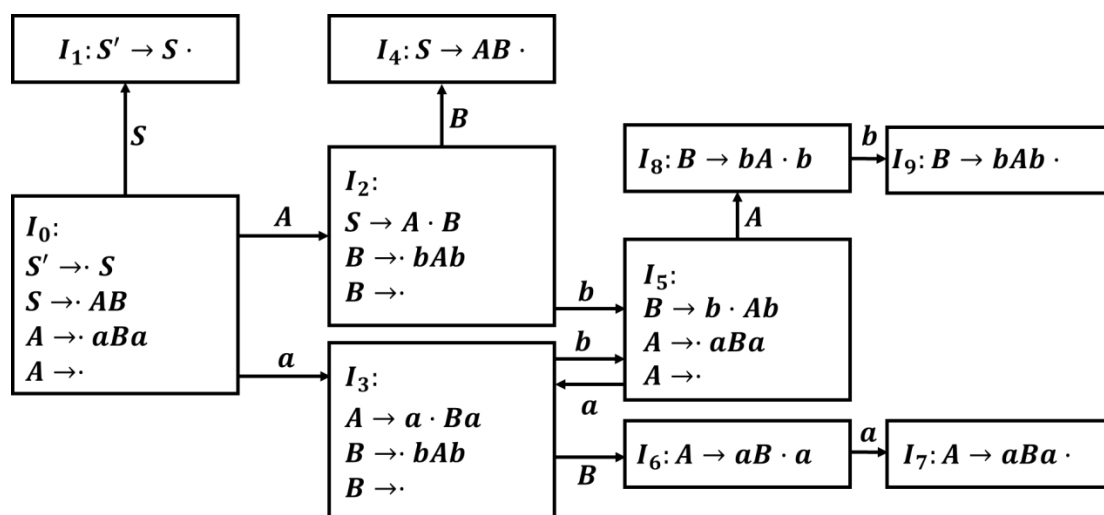 I₁: S′ → S ·
S
I₄: S → AB ·
B
I₀:
S′ →· S
S →· AB
A →· aBa
A →·
A
a
I₂:
S → A · B
B →· bAb
B →·
b
I₃:
A → a · Ba
B →· bAb
B →·
b
a
B
I₈: B → bA · b
b
I₉: B → bAb ·
A
I₅:
B → b · Ab
A →· aBa
A →·
I₆: A → aB · a
a
I₇: A → aBa ·